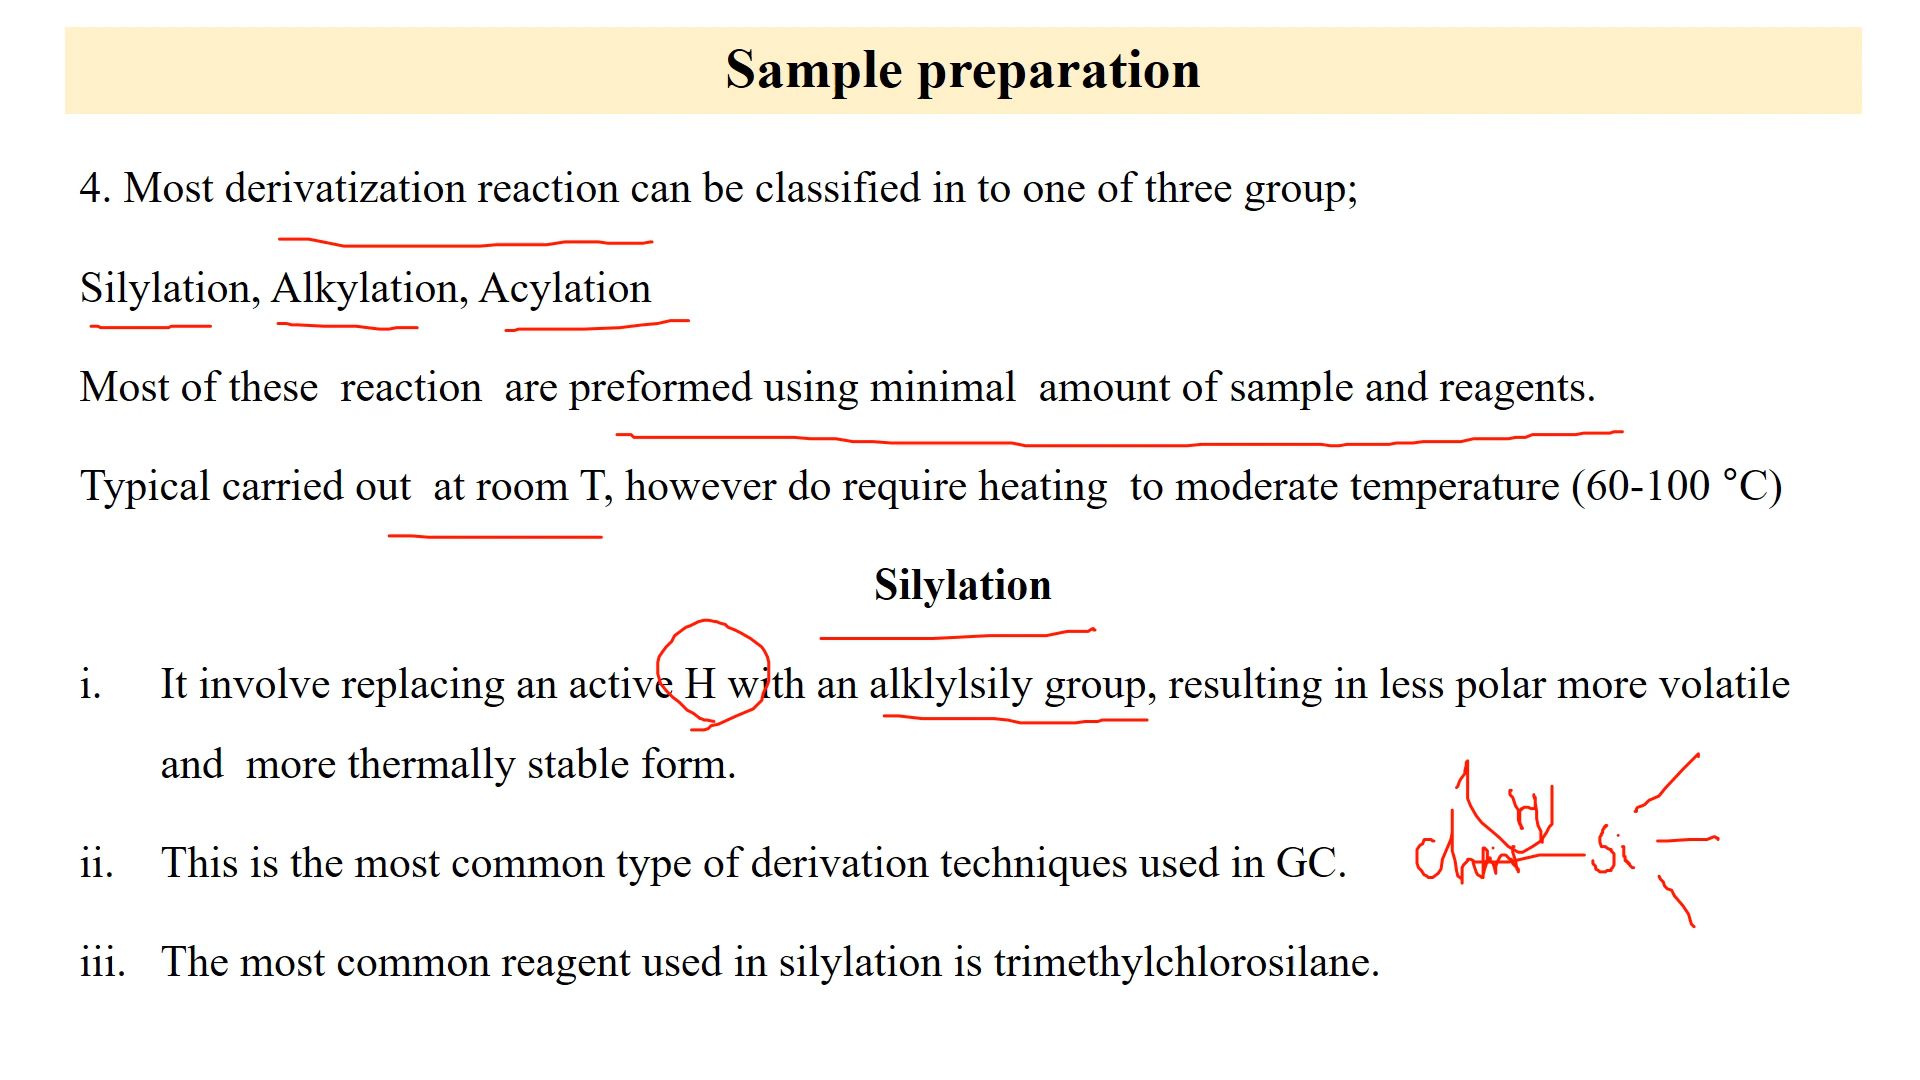 Sample preparation
4. Most derivatization reaction can be classified in to one of three group;
Silylation, Alkylation, Acylation
Most of these reaction are preformed using minimal amount of sample and reagents.
Typical carried out at room T, however do require heating to moderate temperature (60-100 °C)
Silylation
i. It involve replacing an active H with an alklylsily group, resulting in less polar more volatile
and more thermally stable form.
H
Si
ii. This is the most common type of derivation techniques used in GC.
iii. The most common reagent used in silylation is trimethylchlorosilane.